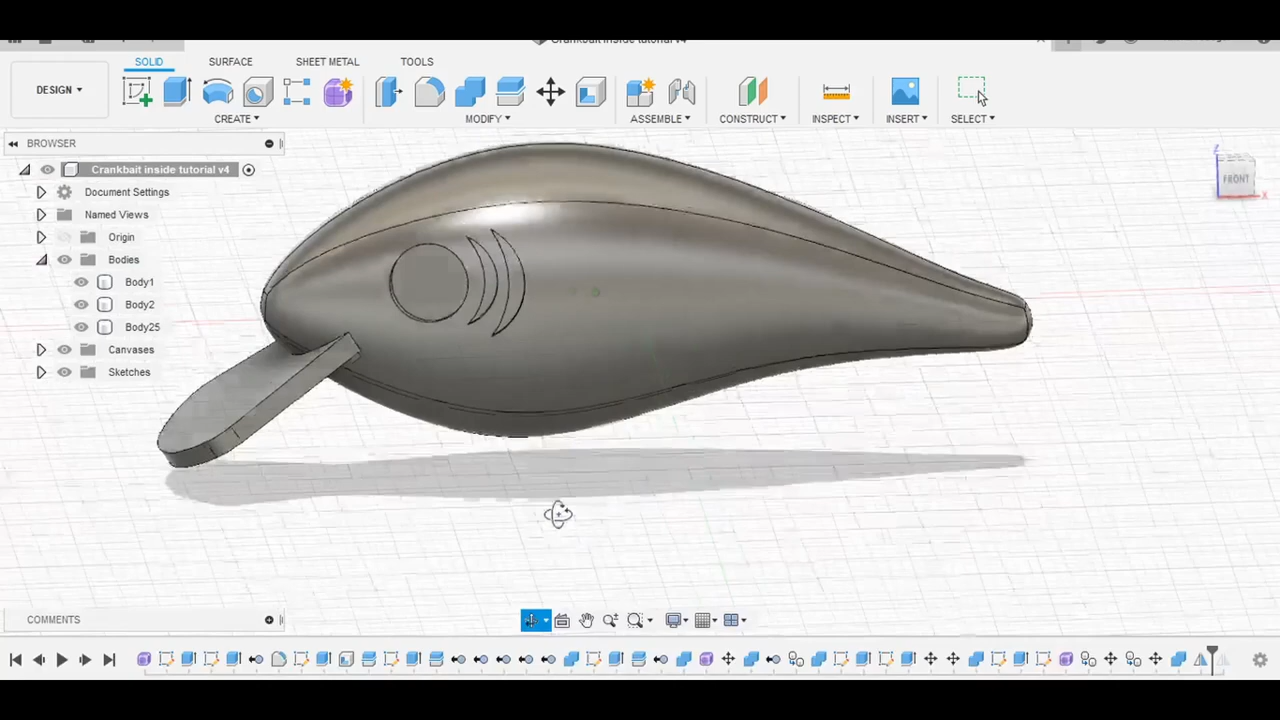 Crankbait inside tutorial v4
SOLID SURFACE SHEET METAL TOOLS
DESIGN
CREATE MODIFY ASSEMBLE CONSTRUCT INSPECT INSERT SELECT
BROWSER
Crankbait inside tutorial v4
Document Settings
Named Views
Origin
Bodies
Body1
Body2
Body25
Canvases
Sketches
FRONT
Z
X
COMMENTS